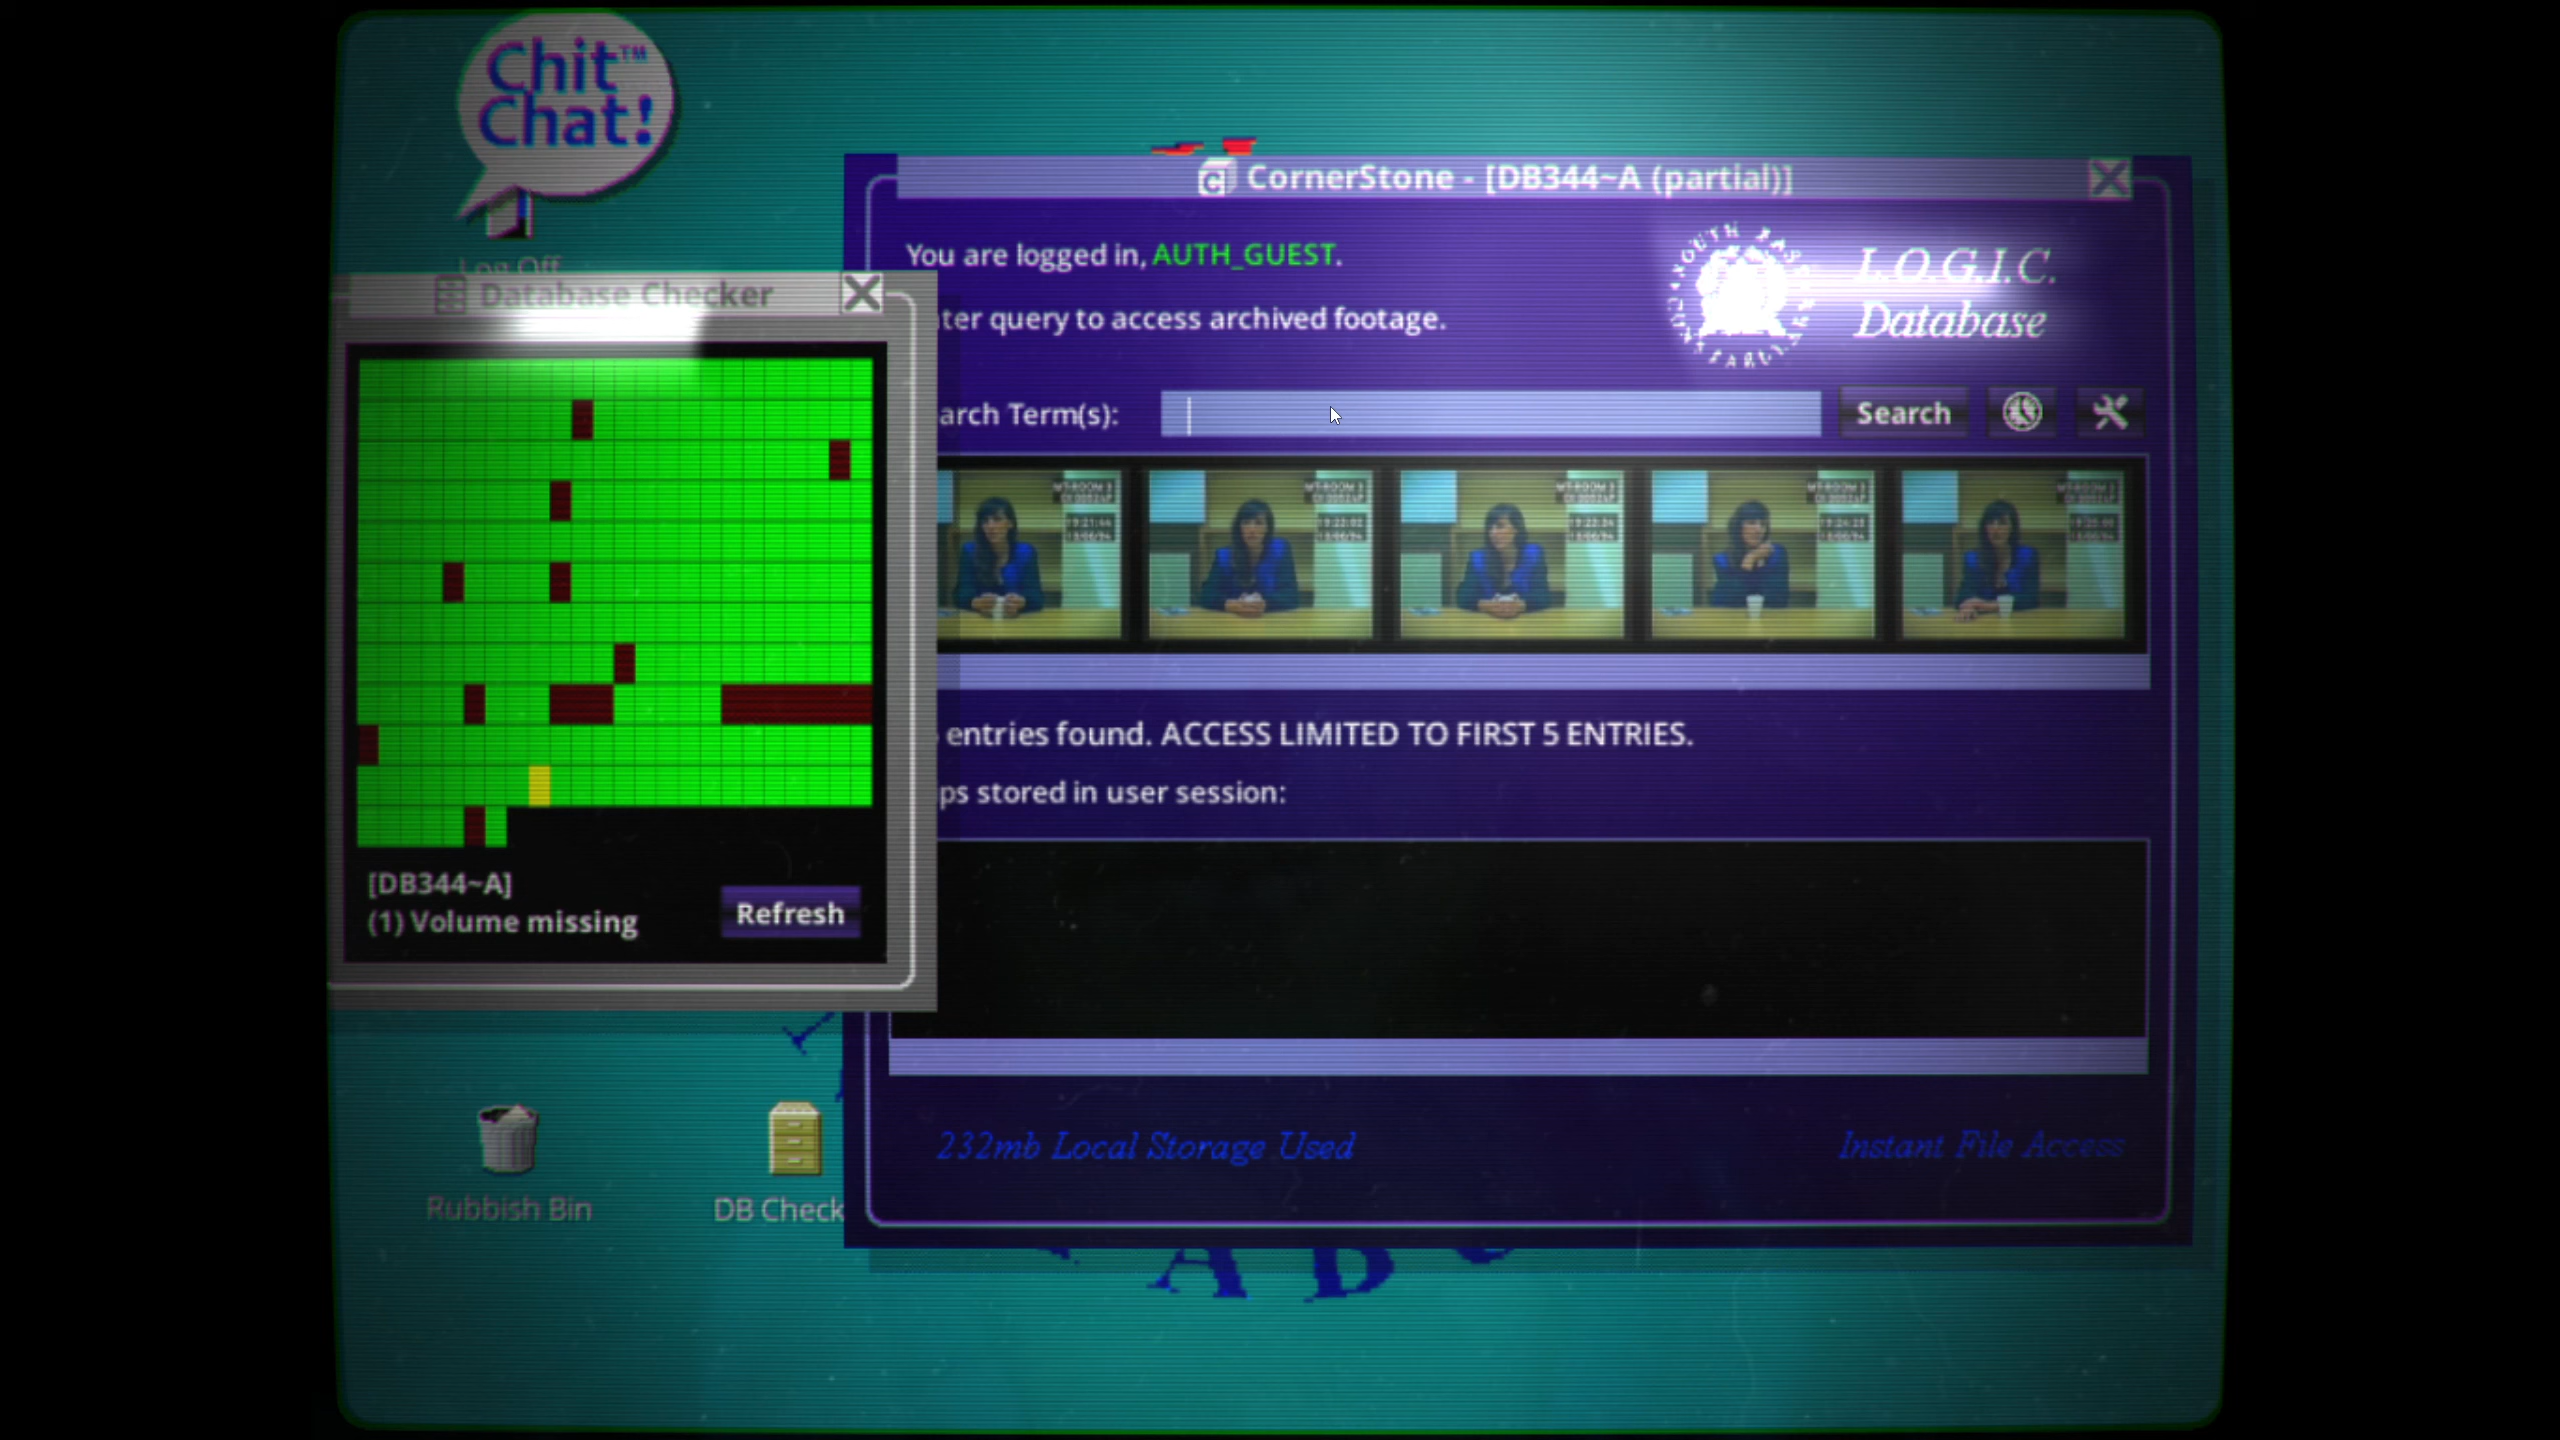 Chit™
Chat!
Log Off
CornerStone - [DB344~A (partial)]
You are logged in, AUTH_GUEST.
L.O.G.I.C.
Database
Database Checker
ter query to access archived footage.
arch Term(s):
Search
entries found. ACCESS LIMITED TO FIRST 5 ENTRIES.
ps stored in user session:
[DB344~A]
(1) Volume missing
Refresh
232mb Local Storage Used
Instant File Access
Rubbish Bin
DB Check
A B